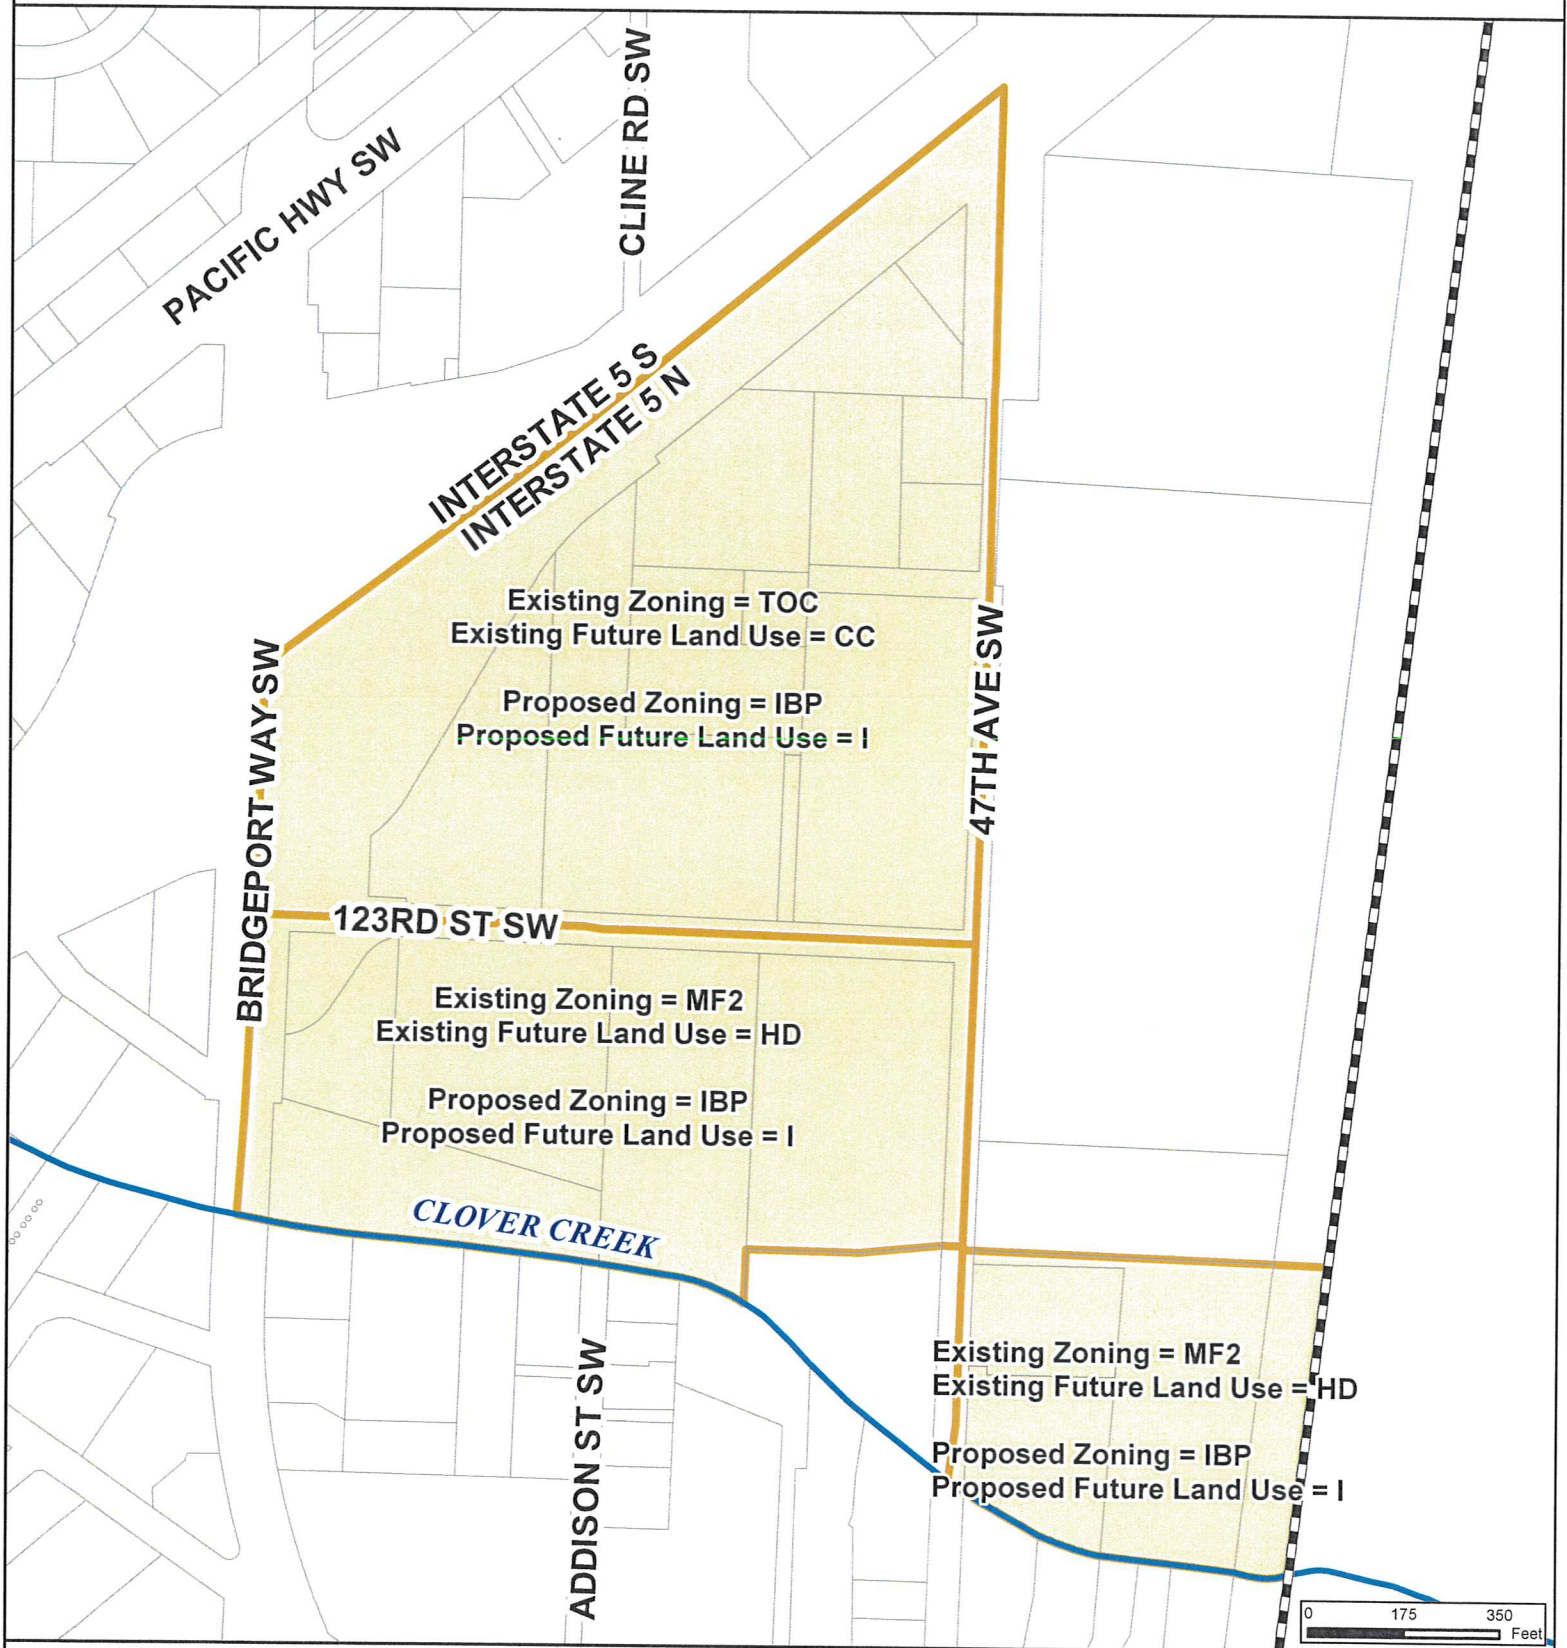 CLINE RD SW
PACIFIC HWY SW
INTERSTATE 5 S
INTERSTATE 5 N
Existing Zoning = TOC
Existing Future Land Use = CC
Proposed Zoning = IBP
Proposed Future Land Use = I
BRIDGEPORT WAY SW
47TH AVE SW
123RD ST SW
Existing Zoning = MF2
Existing Future Land Use = HD
Proposed Zoning = IBP
Proposed Future Land Use = I
CLOVER CREEK
Existing Zoning = MF2
Existing Future Land Use = HD
Proposed Zoning = IBP
Proposed Future Land Use = I
ADDISON ST SW
0 175 350
Feet